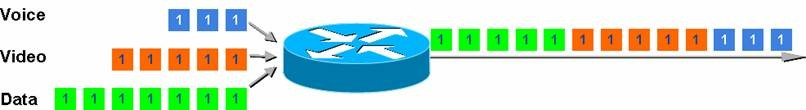 Voice 1 1 1
1 1 1 1 1 1 1 1 1 1 1 1 1
Video 1 1 1 1 1
Data 1 1 1 1 1 1 1